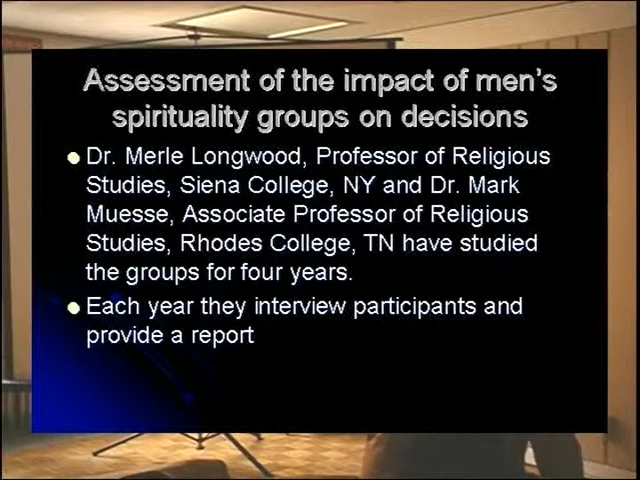 Assessment of the impact of men's
spirituality groups on decisions
Dr. Merle Longwood, Professor of Religious
Studies, Siena College, NY and Dr. Mark
Muesse, Associate Professor of Religious
Studies, Rhodes College, TN have studied
the groups for four years.
Each year they interview participants and
provide a report